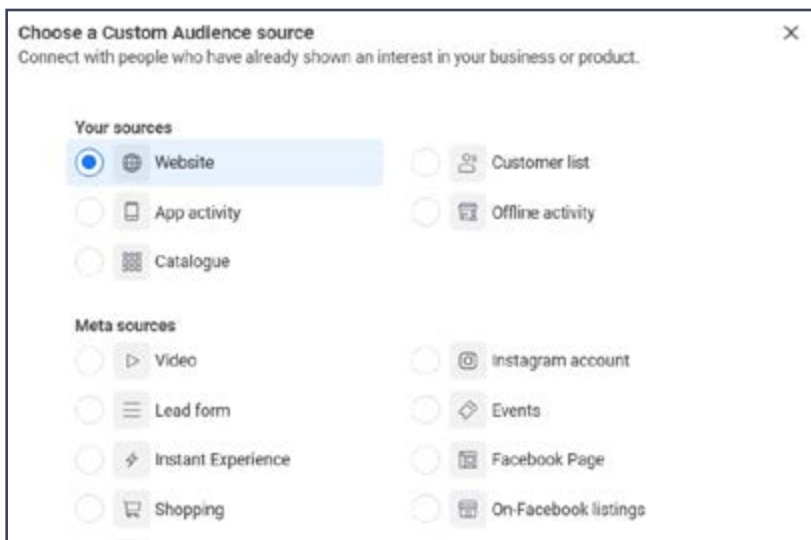 Choose a Custom Audience source
Connect with people who have already shown an interest in your business or product.
Your sources
Website
Customer list
App activity
Offline activity
Catalogue
Meta sources
Video
Instagram account
Lead form
Events
Instant Experience
Facebook Page
Shopping
On-Facebook listings